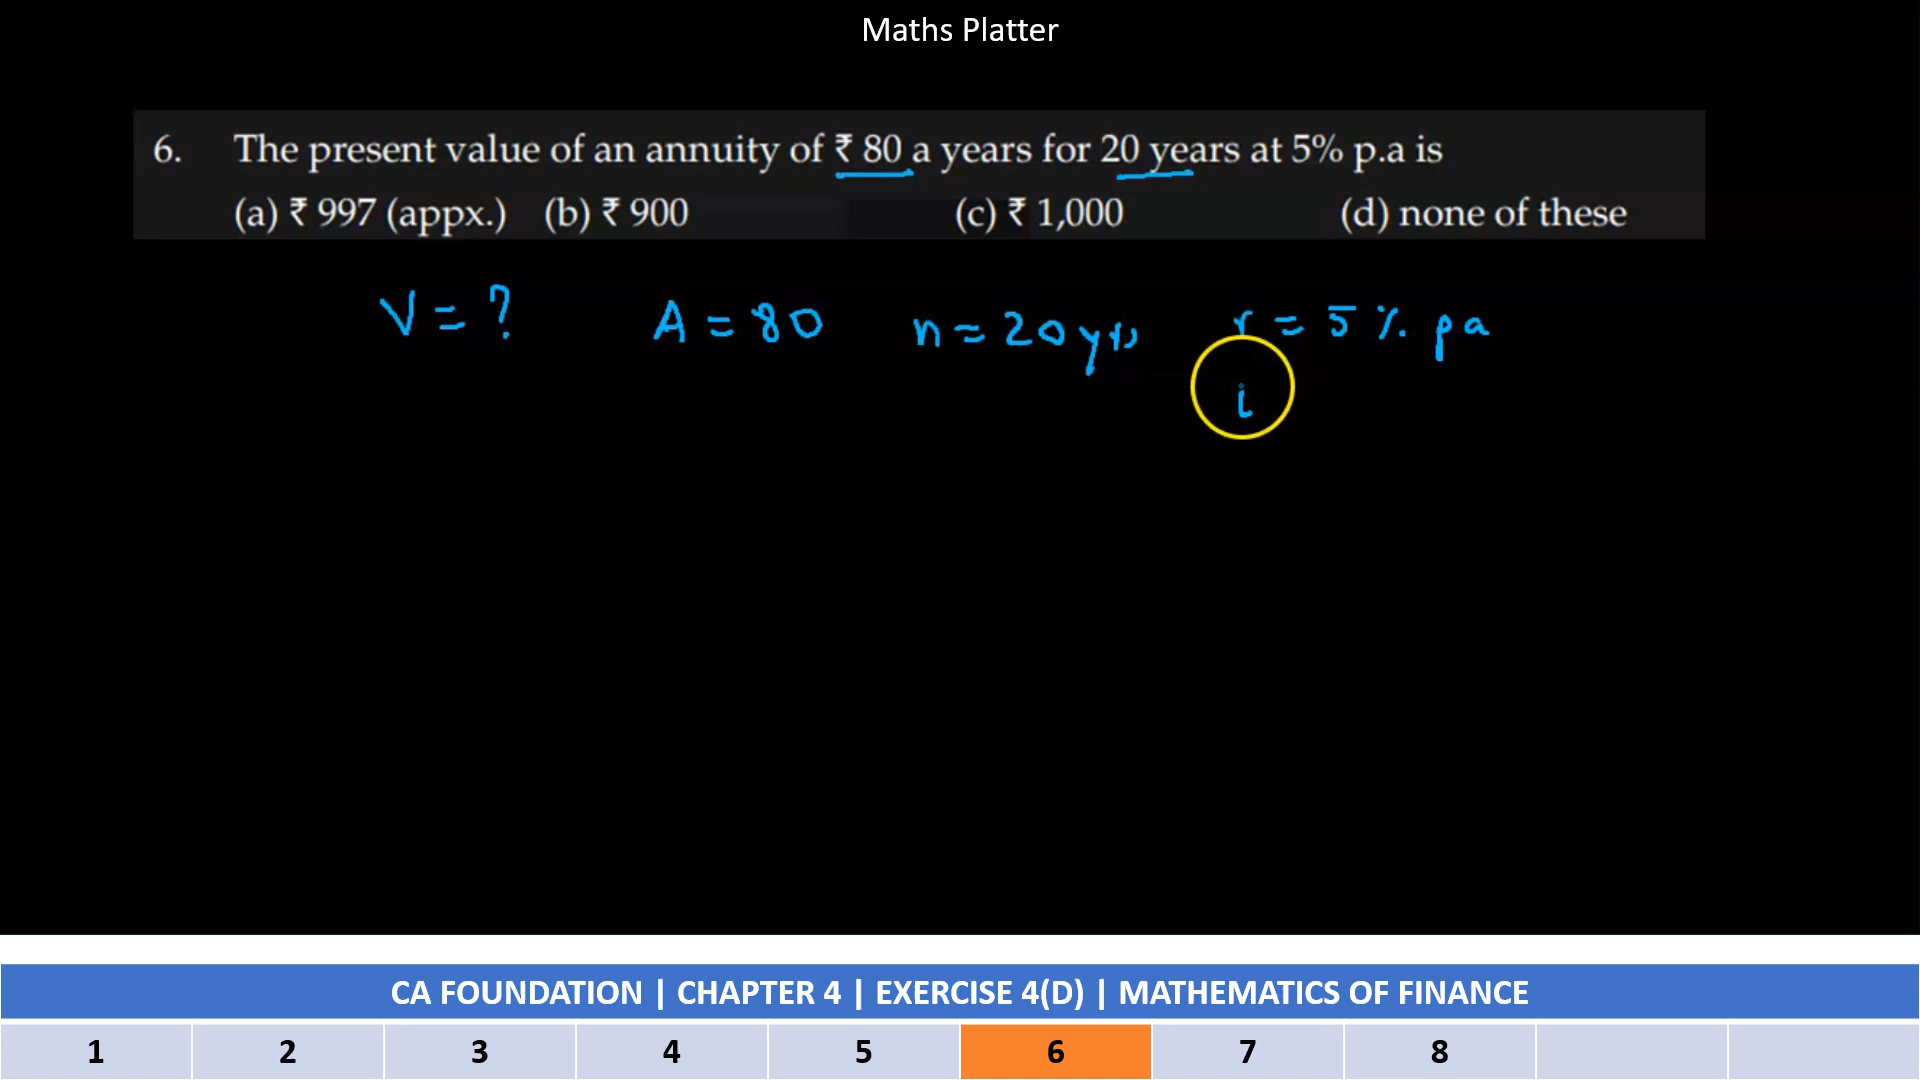 Maths Platter
6. The present value of an annuity of ₹ 80 a years for 20 years at 5% p.a is
(a) ₹ 997 (appx.) (b) ₹ 900 (c) ₹ 1,000 (d) none of these
V = ? A = 80 n = 20 yrs r = 5 % pa
i
CA FOUNDATION | CHAPTER 4 | EXERCISE 4(D) | MATHEMATICS OF FINANCE
1 2 3 4 5 6 7 8